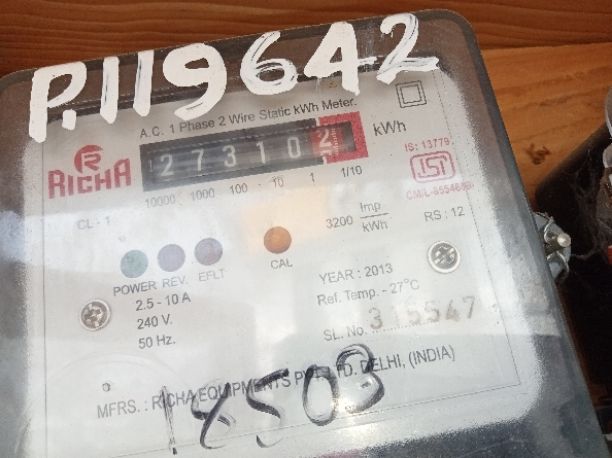 P.119642
A.C. 1 Phase 2 Wire Static kWh Meter.
273102 kWh
R
RICHA
10000 1000 100 10 1 1/10
IS: 13779
ISI
CL - 1
3200 Imp/kWh
RS : 12
POWER REV. EFLT
CAL
2.5 - 10 A
240 V.
50 Hz.
YEAR : 2013
Ref. Temp. - 27°C
SL. No. 315547
MFRS. : RICHA EQUIPMENTS PVT. LTD. DELHI, (INDIA)
18503